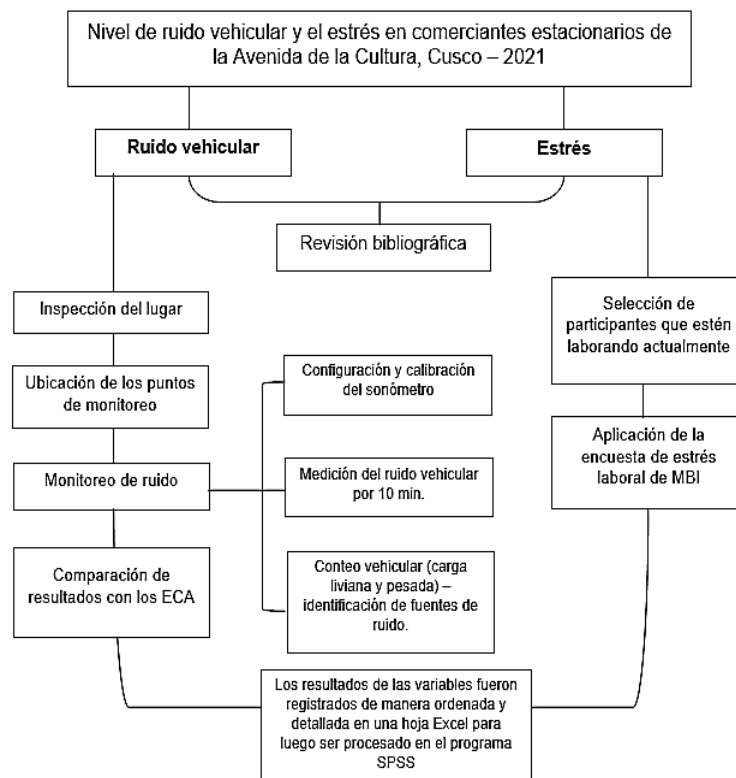 Nivel de ruido vehicular y el estrés en comerciantes estacionarios de
la Avenida de la Cultura, Cusco – 2021
Ruido vehicular
Estrés
Revisión bibliográfica
Inspección del lugar
Ubicación de los puntos
de monitoreo
Monitoreo de ruido
Comparación de
resultados con los ECA
Configuración y calibración
del sonómetro
Medición del ruido vehicular
por 10 min.
Conteo vehicular (carga
liviana y pesada) –
identificación de fuentes de
ruido.
Selección de
participantes que estén
laborando actualmente
Aplicación de la
encuesta de estrés
laboral de MBI
Los resultados de las variables fueron
registrados de manera ordenada y
detallada en una hoja Excel para
luego ser procesado en el programa
SPSS